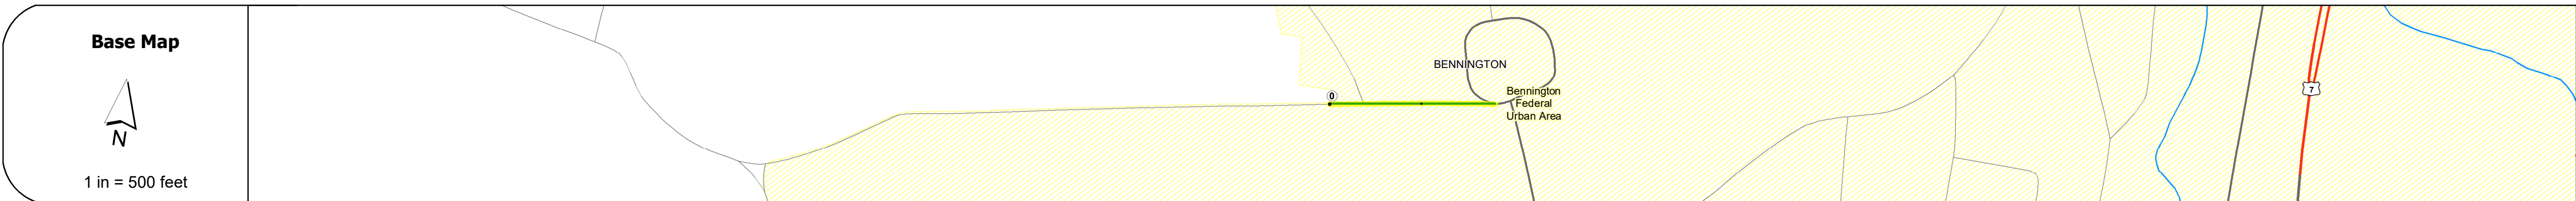 Base Map
N
1 in = 500 feet
0
BENNINGTON
Bennington
Federal
Urban Area
7